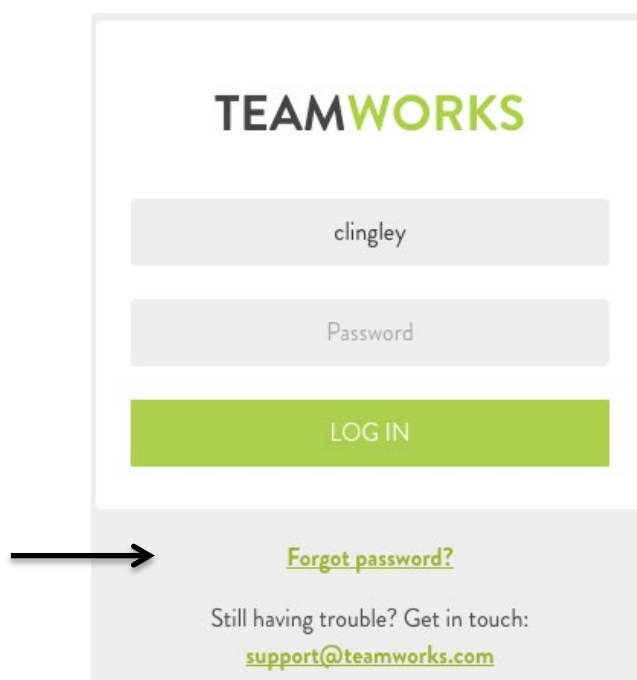 TEAMWORKS
clingley
Password
LOG IN
Forgot password?
Still having trouble? Get in touch:
support@teamworks.com